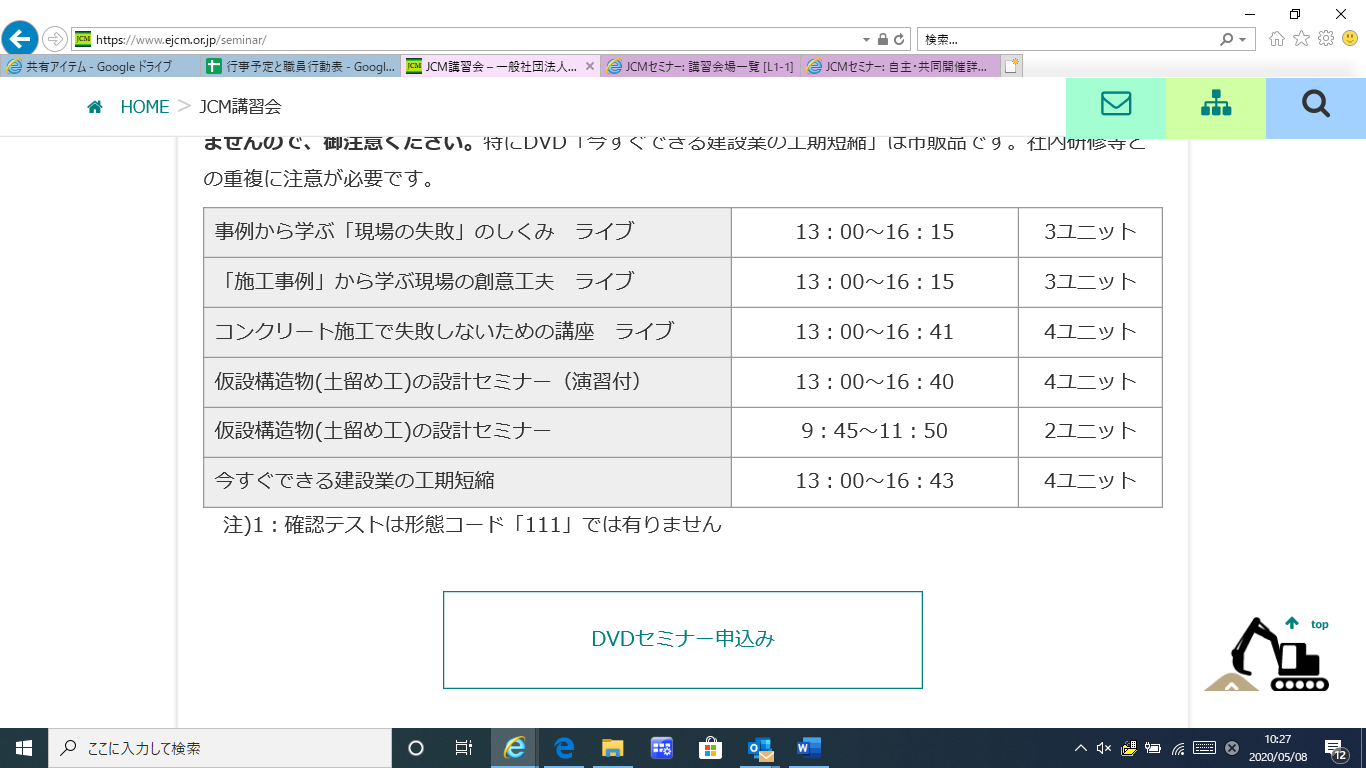 https://www.ejcm.or.jp/seminar/
検索...
共有アイテム - Google ドライブ
行事予定と職員行動表 - Googl...
JCM JCM講習会 – 一般社団法人...
JCMセミナー: 講習会場一覧 [L1-1]
JCMセミナー: 自主・共同開催詳...
HOME > JCM講習会
ませんので、御注意ください。特にDVD「今すぐできる建設業の工期短縮」は市販品です。社内研修等と
の重複に注意が必要です。
事例から学ぶ「現場の失敗」のしくみ　ライブ 13：00～16：15 3ユニット
「施工事例」から学ぶ現場の創意工夫　ライブ 13：00～16：15 3ユニット
コンクリート施工で失敗しないための講座　ライブ 13：00～16：41 4ユニット
仮設構造物(土留め工)の設計セミナー（演習付） 13：00～16：40 4ユニット
仮設構造物(土留め工)の設計セミナー 9：45～11：50 2ユニット
今すぐできる建設業の工期短縮 13：00～16：43 4ユニット
注)1：確認テストは形態コード「111」では有りません
DVDセミナー申込み
top
ここに入力して検索
10:27
2020/05/08
12